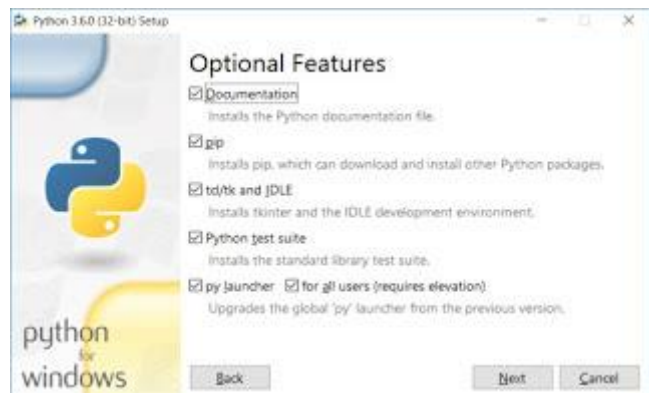 Python 3.6.0 (32-bit) Setup
Optional Features
Documentation
Installs the Python documentation file.
pip
Installs pip, which can download and install other Python packages.
td/tk and IDLE
Installs tkinter and the IDLE development environment.
Python test suite
Installs the standard library test suite.
py launcher for all users (requires elevation)
Upgrades the global 'py' launcher from the previous version.
python
for
windows
Back Next Cancel